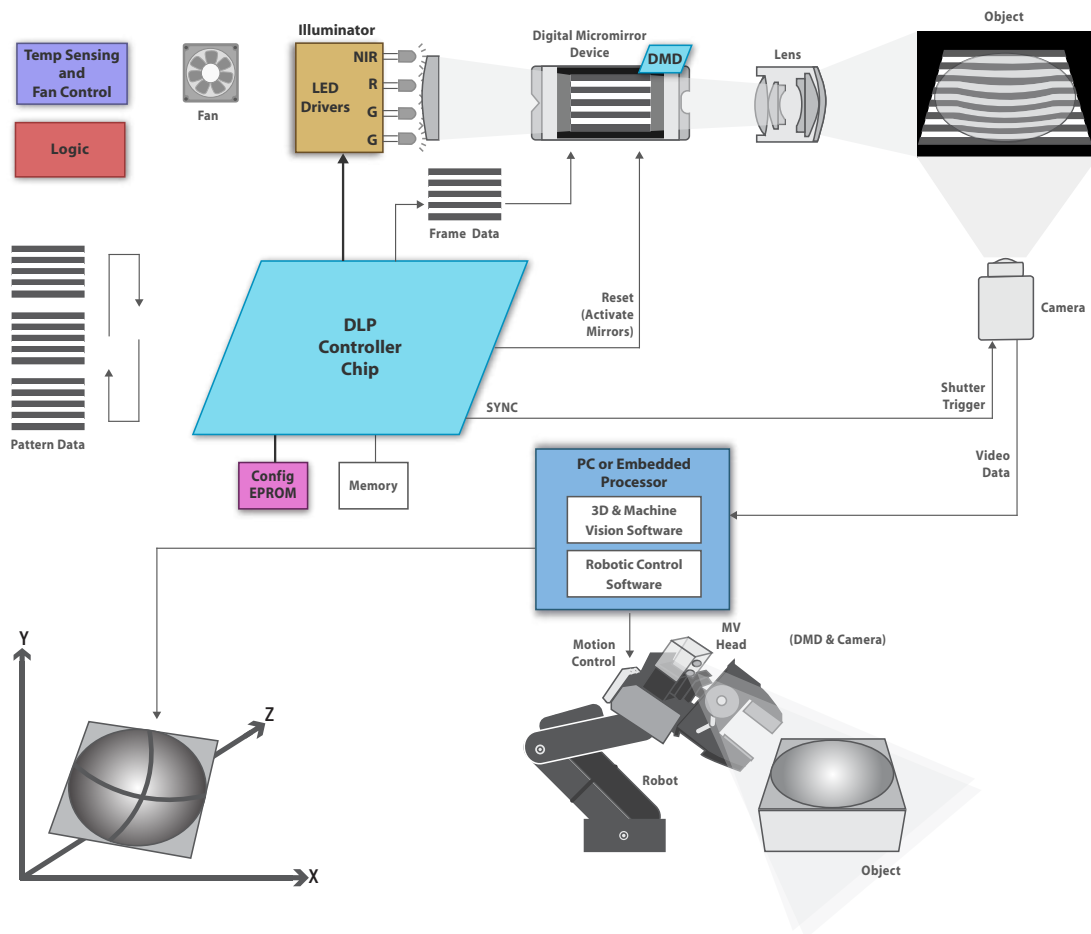 Temp Sensing
and
Fan Control
Logic
Fan
Illuminator
LED
Drivers
NIR
R
G
G
Digital Micromirror
Device
DMD
Lens
Object
Frame Data
Pattern Data
DLP
Controller
Chip
Reset
(Activate
Mirrors)
SYNC
Camera
Shutter
Trigger
Video
Data
Config
EPROM
Memory
PC or Embedded
Processor
3D & Machine
Vision Software
Robotic Control
Software
Motion
Control
MV
Head
(DMD & Camera)
Robot
Object
Y
Z
X